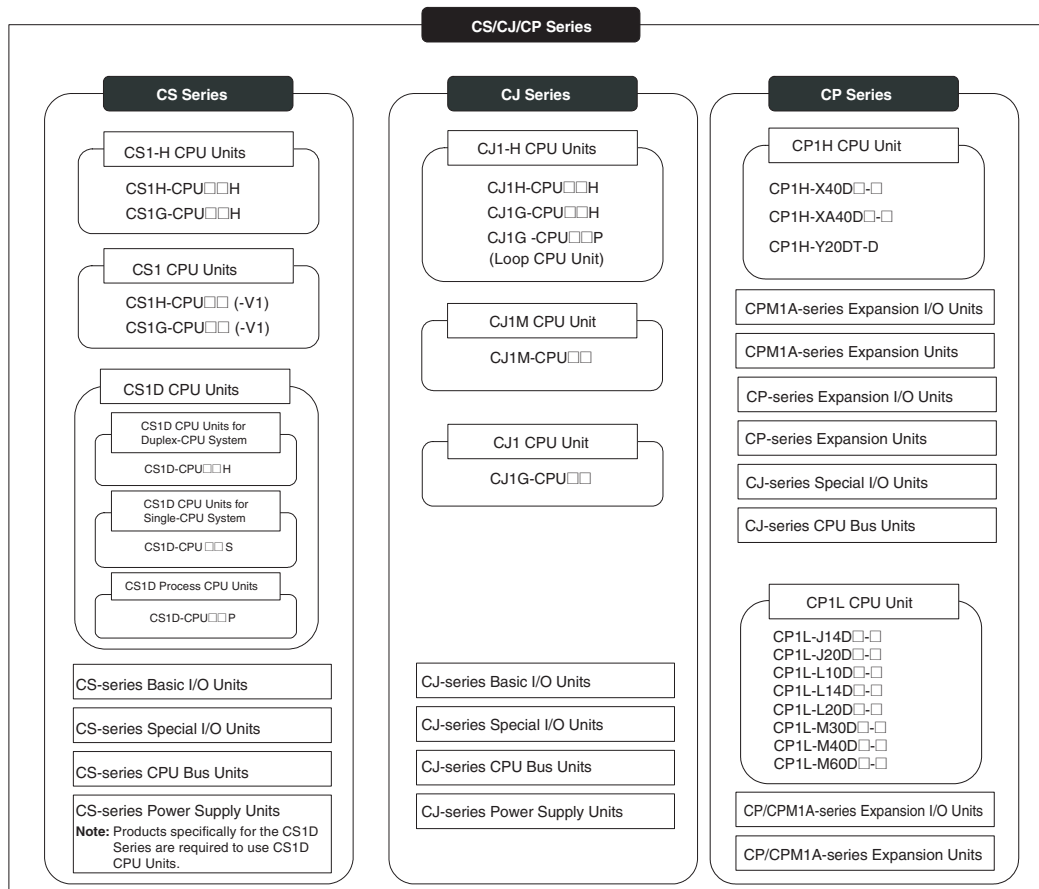 CS/CJ/CP Series
CS Series
CS1-H CPU Units
CS1H-CPU□□H
CS1G-CPU□□H
CS1 CPU Units
CS1H-CPU□□ (-V1)
CS1G-CPU□□ (-V1)
CS1D CPU Units
CS1D CPU Units for
Duplex-CPU System
CS1D-CPU□□H
CS1D CPU Units for
Single-CPU System
CS1D-CPU □□ S
CS1D Process CPU Units
CS1D-CPU□□P
CS-series Basic I/O Units
CS-series Special I/O Units
CS-series CPU Bus Units
CS-series Power Supply Units
Note: Products specifically for the CS1D
Series are required to use CS1D
CPU Units.
CJ Series
CJ1-H CPU Units
CJ1H-CPU□□H
CJ1G-CPU□□H
CJ1G -CPU□□P
(Loop CPU Unit)
CJ1M CPU Unit
CJ1M-CPU□□
CJ1 CPU Unit
CJ1G-CPU□□
CJ-series Basic I/O Units
CJ-series Special I/O Units
CJ-series CPU Bus Units
CJ-series Power Supply Units
CP Series
CP1H CPU Unit
CP1H-X40D□-□
CP1H-XA40D□-□
CP1H-Y20DT-D
CPM1A-series Expansion I/O Units
CPM1A-series Expansion Units
CP-series Expansion I/O Units
CP-series Expansion Units
CJ-series Special I/O Units
CJ-series CPU Bus Units
CP1L CPU Unit
CP1L-J14D□-□
CP1L-J20D□-□
CP1L-L10D□-□
CP1L-L14D□-□
CP1L-L20D□-□
CP1L-M30D□-□
CP1L-M40D□-□
CP1L-M60D□-□
CP/CPM1A-series Expansion I/O Units
CP/CPM1A-series Expansion Units